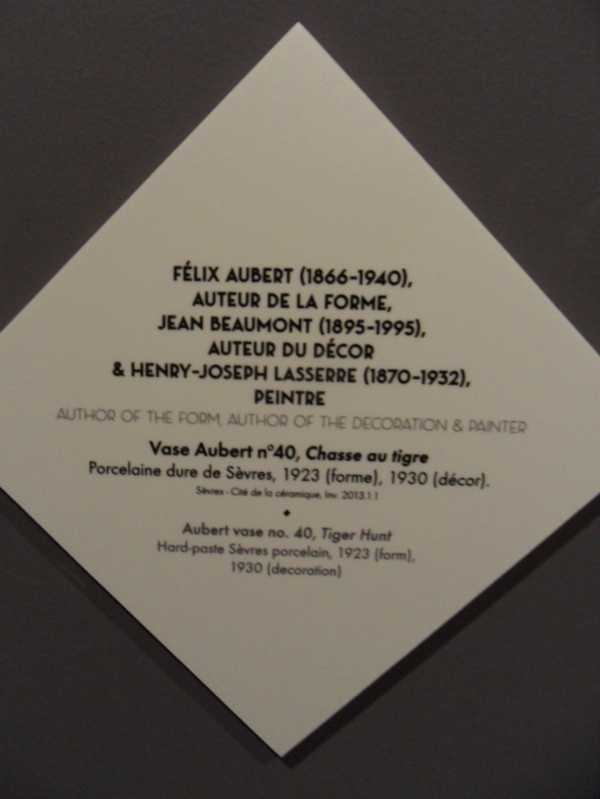 FÉLIX AUBERT (1866-1940),
AUTEUR DE LA FORME,
JEAN BEAUMONT (1895-1995),
AUTEUR DU DÉCOR
& HENRY-JOSEPH LASSERRE (1870-1932),
PEINTRE
AUTHOR OF THE FORM, AUTHOR OF THE DECORATION & PAINTER
Vase Aubert n°40, Chasse au tigre
Porcelaine dure de Sèvres, 1923 (forme), 1930 (décor).
Sèvres - Cité de la céramique, Inv. 2013.1.1
Aubert vase no. 40, Tiger Hunt
Hard-paste Sèvres porcelain, 1923 (form),
1930 (decoration)